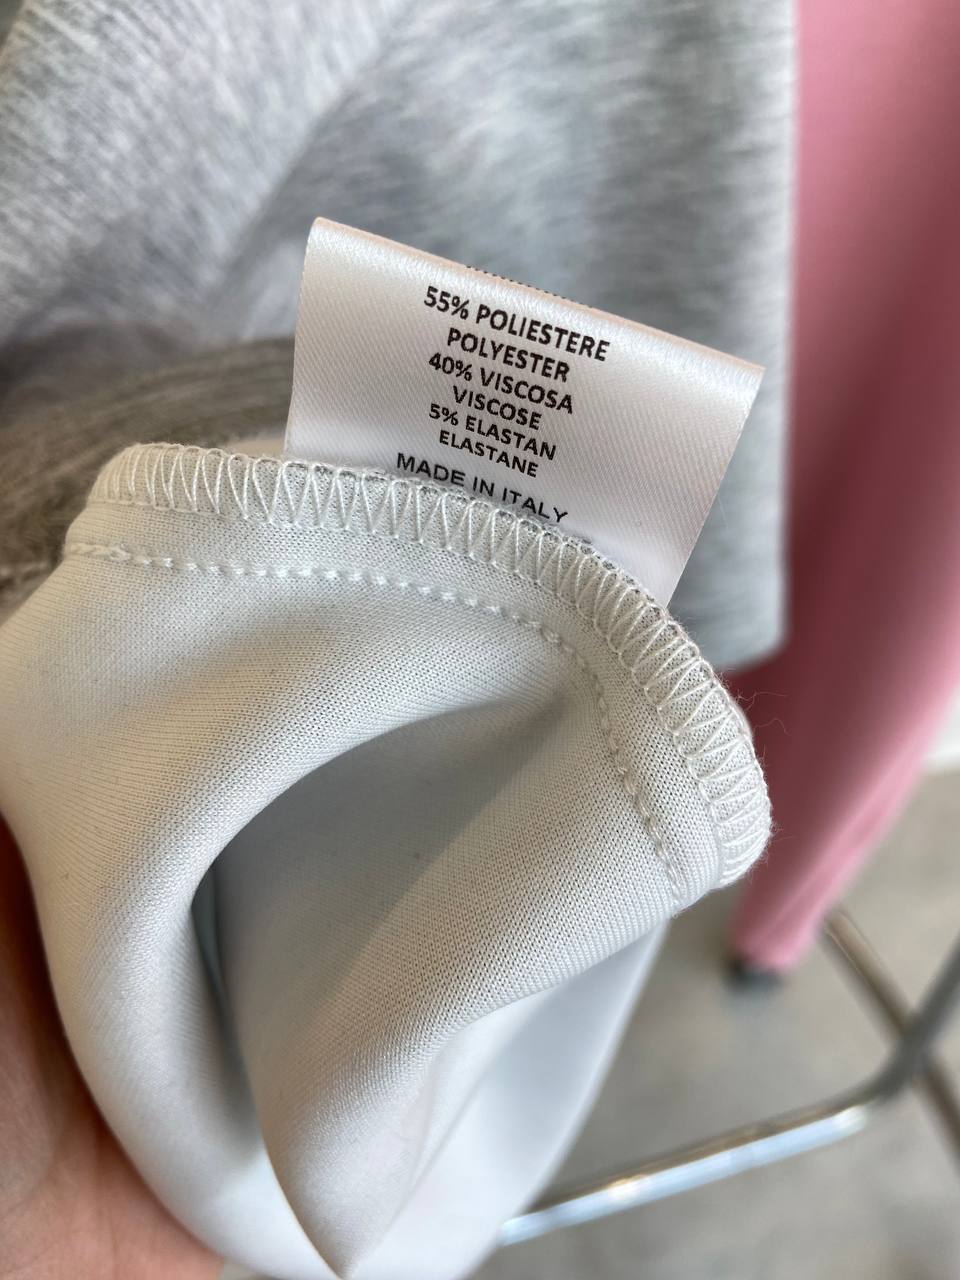 55% POLIESTERE
POLYESTER
40% VISCOSA
VISCOSE
5% ELASTAN
ELASTANE
MADE IN ITALY